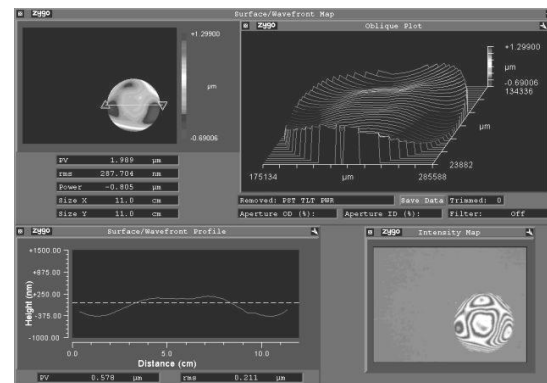 zygo Surface/Wavefront Map
+1.29900
µm
-0.69006
PV 1.989 µm
rms 287.704 nm
Power -0.805 µm
Size X 11.0 cm
Size Y 11.0 cm
zygo Oblique Plot
+1.29900
µm
-0.69006
134336
µm
23882
175134 µm 285588
Removed: PST TLT PWR Save Data Trimmed: 0
Aperture OD (%): Aperture ID (%): Filter: Off
zygo Surface/Wavefront Profile
+1500.00
+875.00
+250.00
-375.00
-1000.00
Height (nm)
0.0 5.0 10.0
Distance (cm)
PV 0.578 µm rms 0.211 µm
zygo Intensity Map